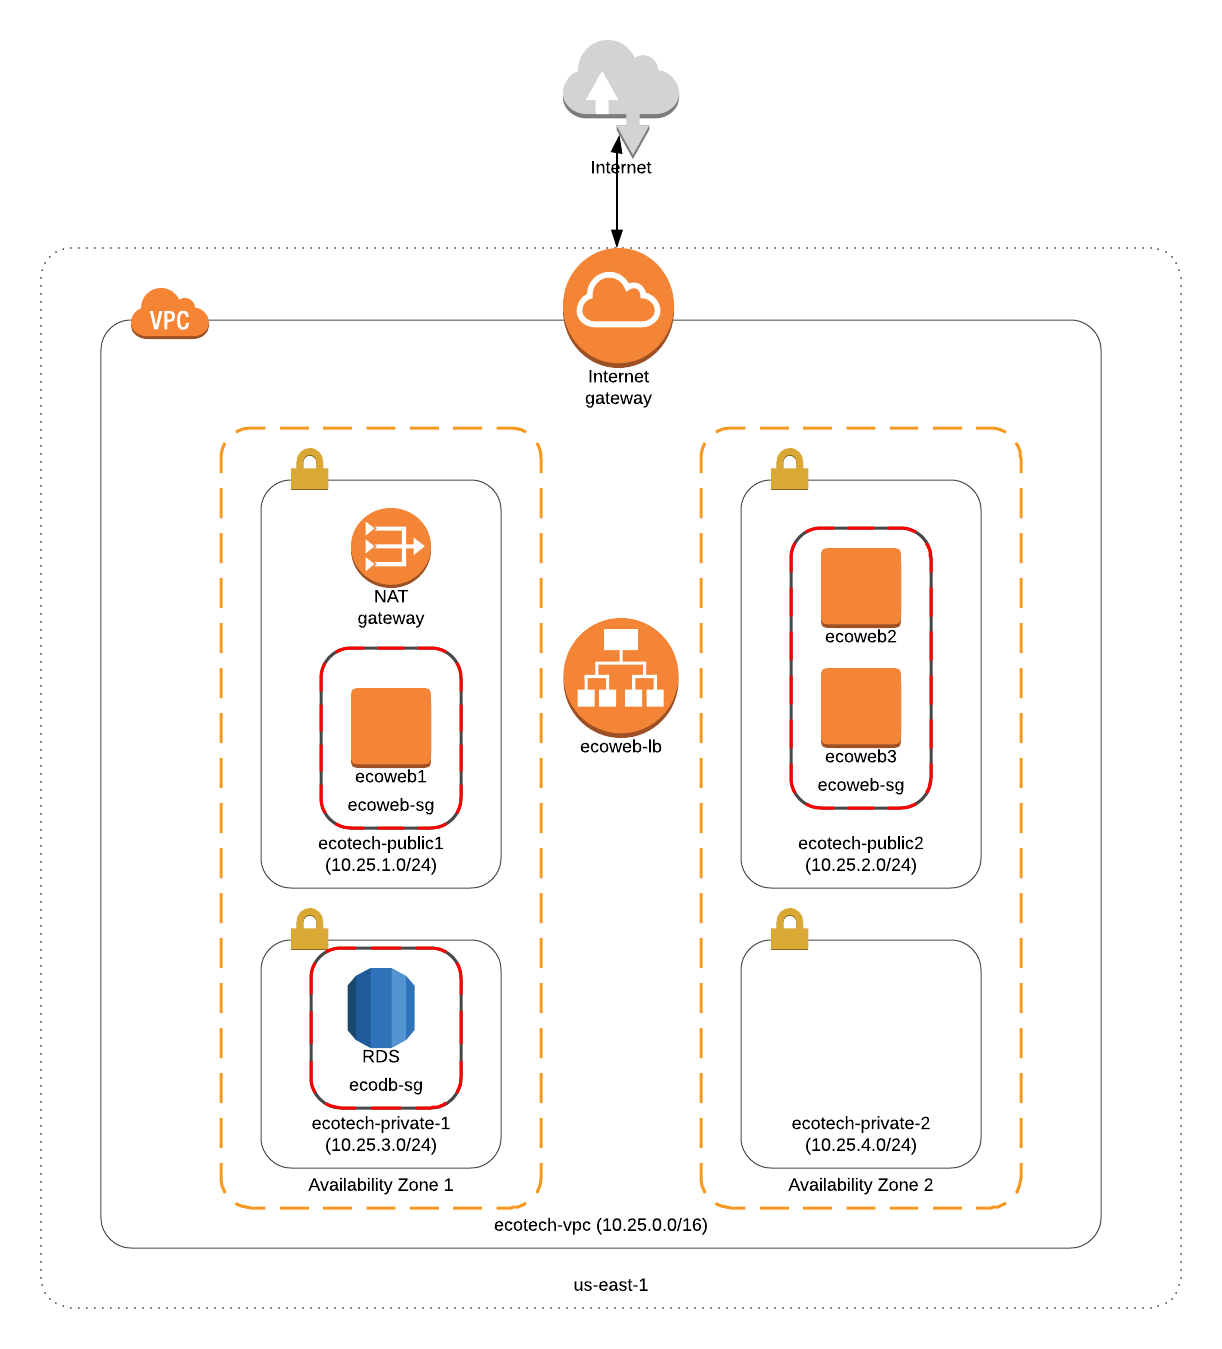 Internet
VPC
Internet
gateway
NAT
gateway
ecoweb1
ecoweb-sg
ecotech-public1
(10.25.1.0/24)
ecoweb-lb
ecoweb2
ecoweb3
ecoweb-sg
ecotech-public2
(10.25.2.0/24)
RDS
ecodb-sg
ecotech-private-1
(10.25.3.0/24)
Availability Zone 1
ecotech-private-2
(10.25.4.0/24)
Availability Zone 2
ecotech-vpc (10.25.0.0/16)
us-east-1